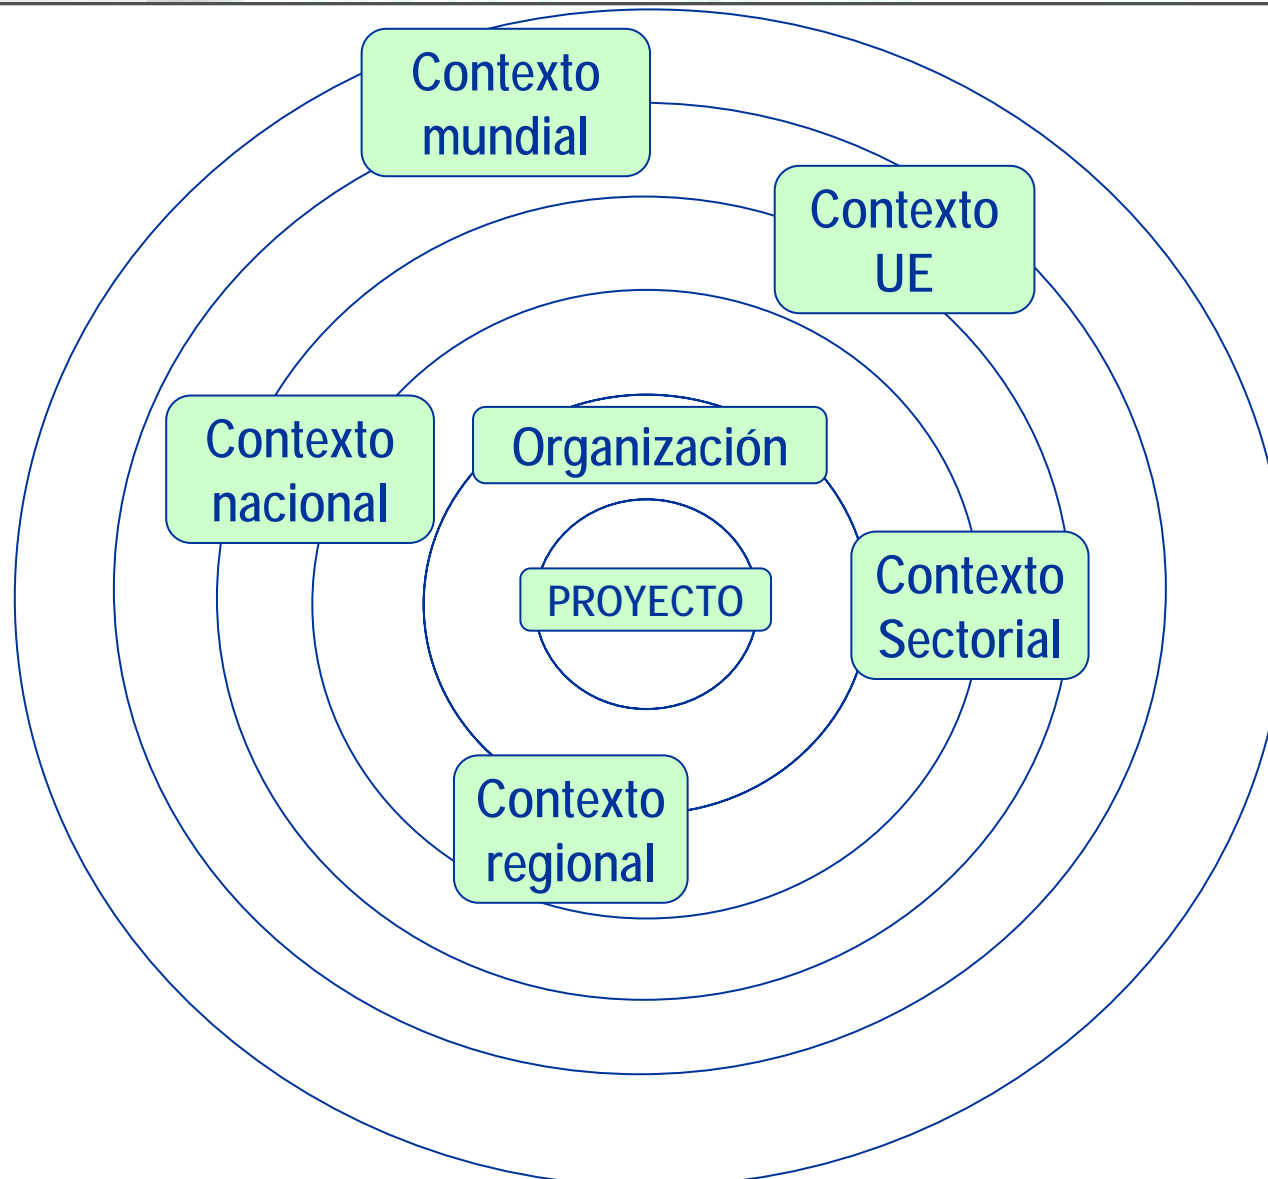 Contexto
mundial
Contexto
UE
Contexto
nacional
Organización
PROYECTO
Contexto
Sectorial
Contexto
regional